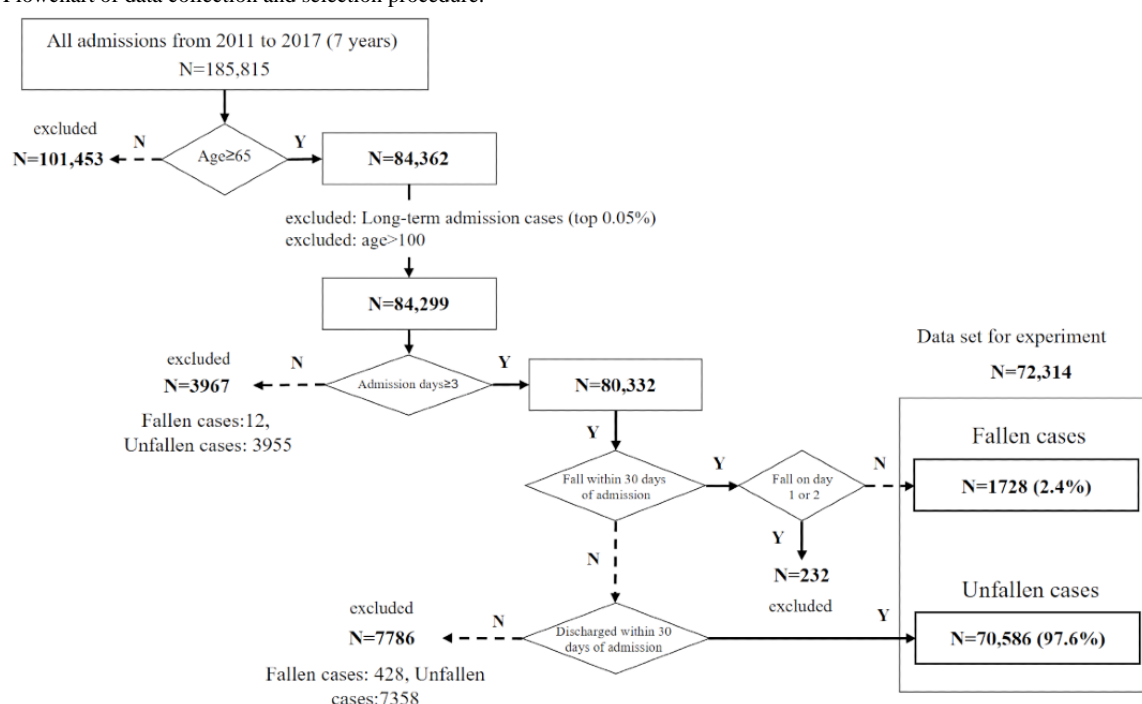 Flowchart of data collection and selection procedure.
All admissions from 2011 to 2017 (7 years)
N=185,815
excluded
N
Y
N=101,453
Age≥65
N=84,362
excluded: Long-term admission cases (top 0.05%)
excluded: age>100
N=84,299
excluded
N
Y
N=3967
Admission days≥3
N=80,332
Fallen cases:12,
Unfallen cases: 3955
Data set for experiment
N=72,314
Y
Fall within 30 days
of admission
Y
Fall on day
1 or 2
N
Fallen cases
N=1728 (2.4%)
Y
N=232
excluded
N
Unfallen cases
excluded
N
Y
N=7786
Discharged within 30
days of admission
N=70,586 (97.6%)
Fallen cases: 428, Unfallen
cases:7358